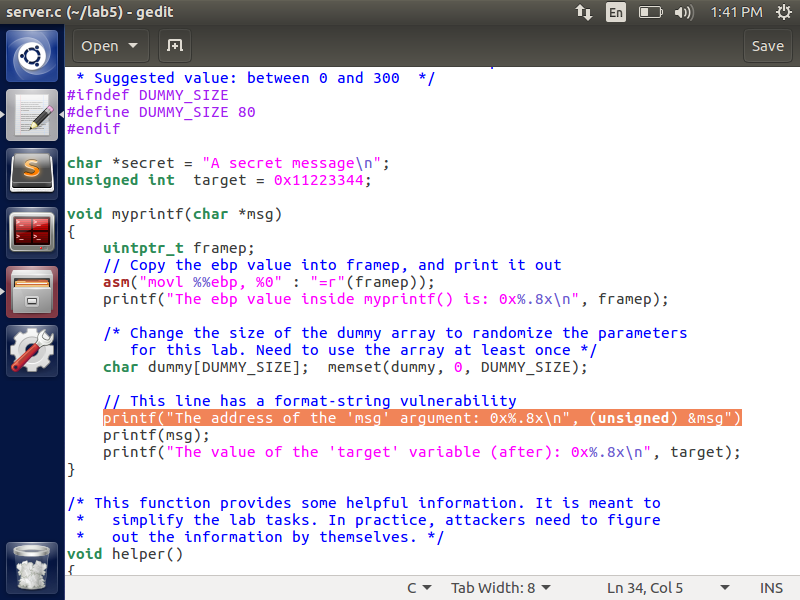 server.c (~/lab5) - gedit
En
1:41 PM
Open
Save
 * Suggested value: between 0 and 300  */
#ifndef DUMMY_SIZE
#define DUMMY_SIZE 80
#endif

char *secret = "A secret message\n";
unsigned int  target = 0x11223344;

void myprintf(char *msg)
{
    uintptr_t framep;
    // Copy the ebp value into framep, and print it out
    asm("movl %%ebp, %0" : "=r"(framep));
    printf("The ebp value inside myprintf() is: 0x%.8x\n", framep);

    /* Change the size of the dummy array to randomize the parameters
       for this lab. Need to use the array at least once */
    char dummy[DUMMY_SIZE];  memset(dummy, 0, DUMMY_SIZE);

    // This line has a format-string vulnerability
    printf("The address of the 'msg' argument: 0x%.8x\n", (unsigned) &msg")
    printf(msg);
    printf("The value of the 'target' variable (after): 0x%.8x\n", target);
}

/* This function provides some helpful information. It is meant to
 *   simplify the lab tasks. In practice, attackers need to figure
 *   out the information by themselves. */
void helper()
{
C
Tab Width: 8
Ln 34, Col 5
INS